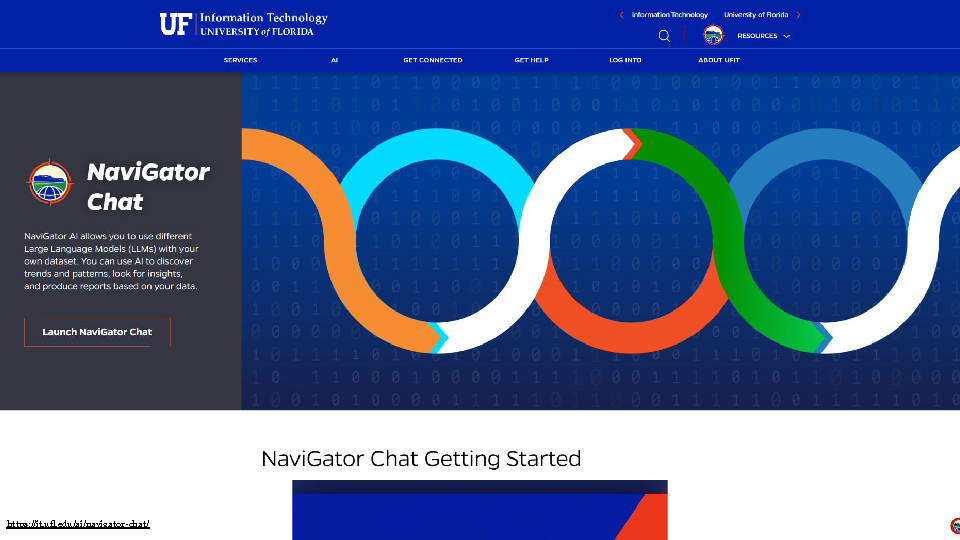 UF Information Technology
UNIVERSITY of FLORIDA
Information Technology University of Florida
RESOURCES
SERVICES AI GET CONNECTED GET HELP LOG INTO ABOUT UFIT
NaviGator
Chat
NaviGator AI allows you to use different
Large Language Models (LLMs) with your
own dataset. You can use AI to discover
trends and patterns, look for insights,
and produce reports based on your data.
Launch NaviGator Chat
NaviGator Chat Getting Started
https://it.ufl.edu/ai/navigator-chat/